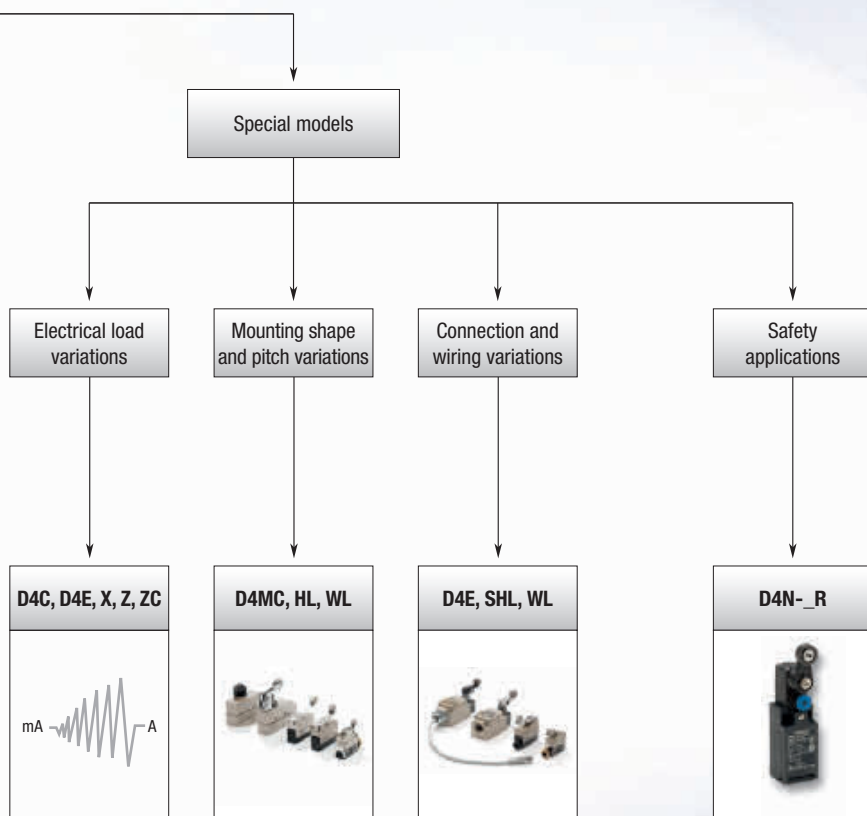 Special models
Electrical load
variations
Mounting shape
and pitch variations
Connection and
wiring variations
Safety
applications
D4C, D4E, X, Z, ZC
D4MC, HL, WL
D4E, SHL, WL
D4N-_R
mA
A